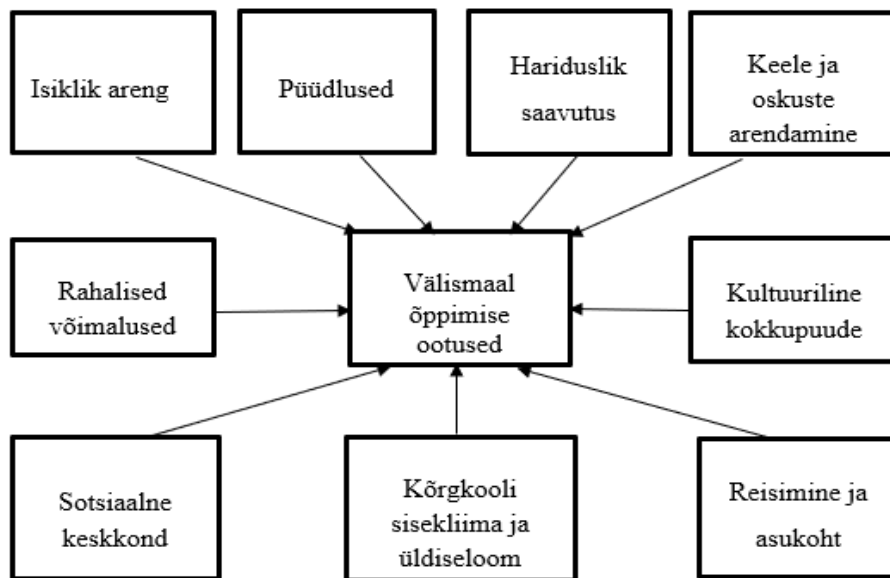 Isiklik areng
Püüdlused
Hariduslik
saavutus
Keele ja
oskuste
arendamine
Rahalised
võimalused
Välismaal
õppimise
ootused
Kultuuriline
kokkupuude
Sotsiaalne
keskkond
Kõrgkooli
sisekliima ja
üldiseloom
Reisimine ja
asukoht